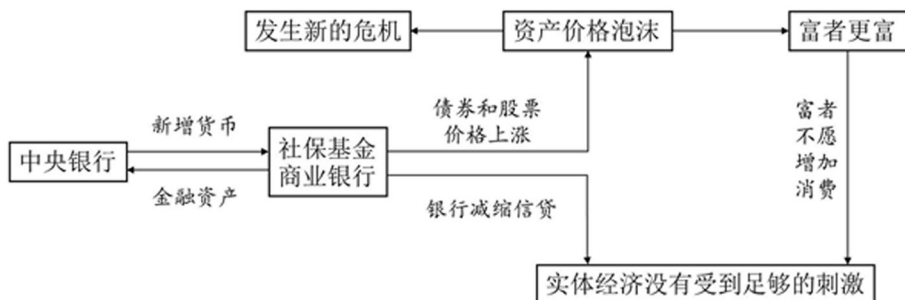 发生新的危机
资产价格泡沫
富者更富
新增货币
债券和股票
价格上涨
富者
不愿
增加
消费
中央银行
社保基金
商业银行
金融资产
银行减缩信贷
实体经济没有受到足够的刺激